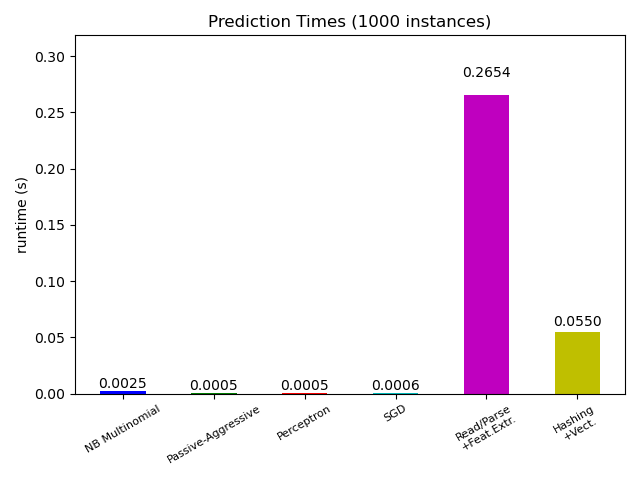 Prediction Times (1000 instances)
runtime (s)
0.30
0.25
0.20
0.15
0.10
0.05
0.00
0.0025
0.0005
0.0005
0.0006
0.2654
0.0550
NB Multinomial
Passive-Aggressive
Perceptron
SGD
Read/Parse
+Feat.Extr.
Hashing
+Vect.